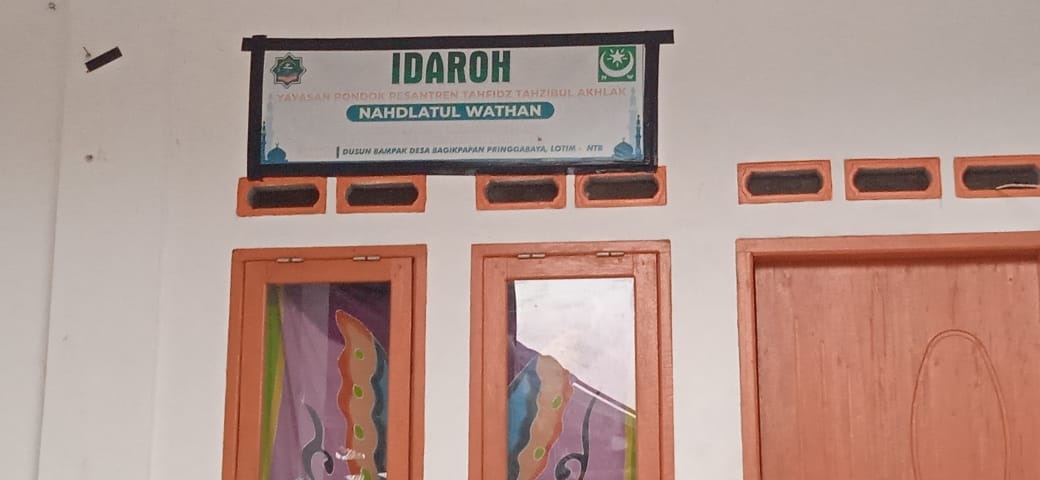 IDAROH
YAYASAN PONDOK PESANTREN TAHFIDZ TAHZIBUL AKHLAK
NAHDLATUL WATHAN
DUSUN BAMPAK DESA BAGIKPAPAN PRINGGABAYA, LOTIM - NTB
N W